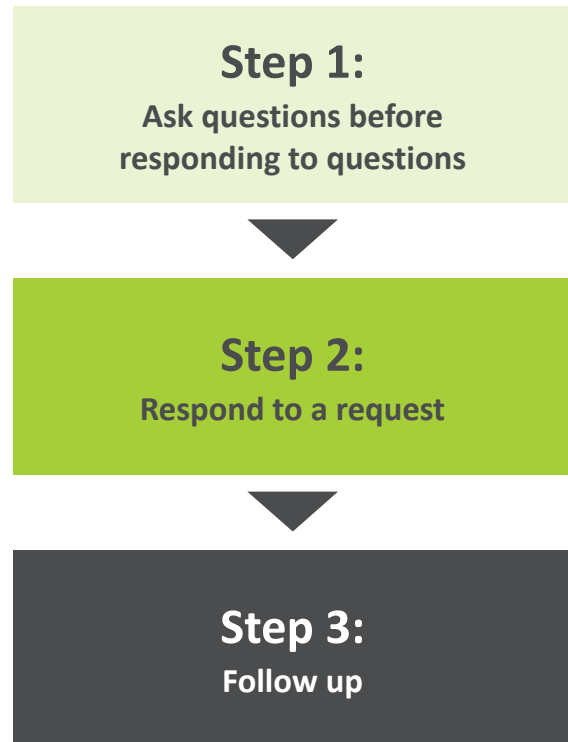 Step 1:
Ask questions before
responding to questions
Step 2:
Respond to a request
Step 3:
Follow up